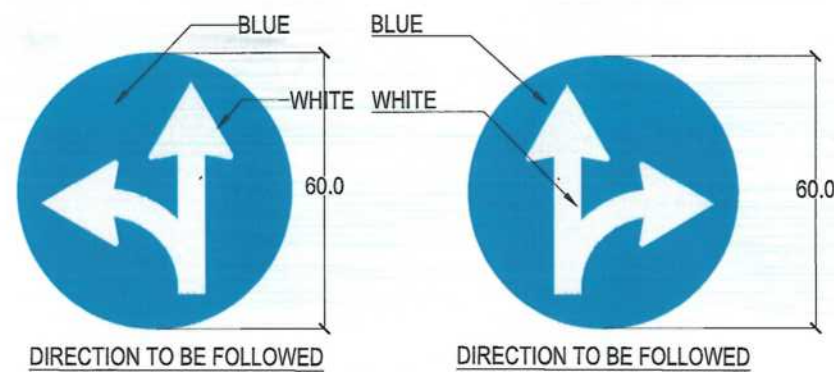 BLUE
WHITE
60.0
DIRECTION TO BE FOLLOWED
BLUE
WHITE
60.0
DIRECTION TO BE FOLLOWED